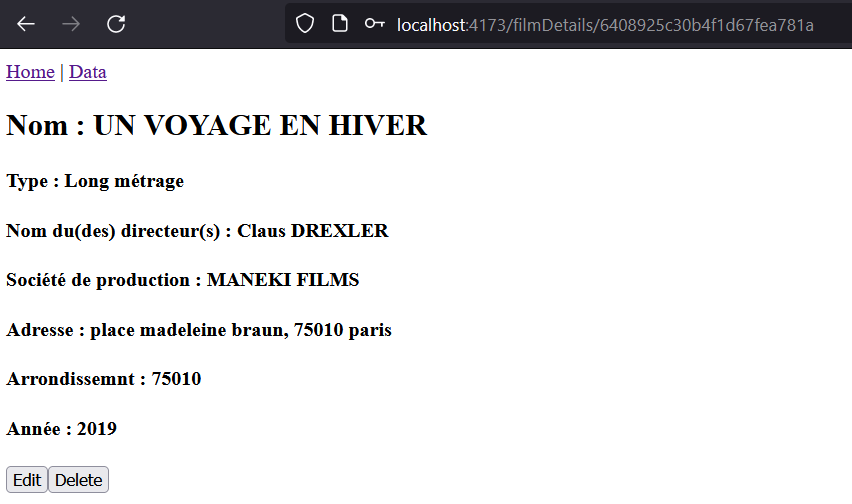 localhost:4173/filmDetails/6408925c30b4f1d67fea781a
Home | Data
Nom : UN VOYAGE EN HIVER
Type : Long métrage
Nom du(des) directeur(s) : Claus DREXLER
Société de production : MANEKI FILMS
Adresse : place madeleine braun, 75010 paris
Arrondissemnt : 75010
Année : 2019
Edit Delete